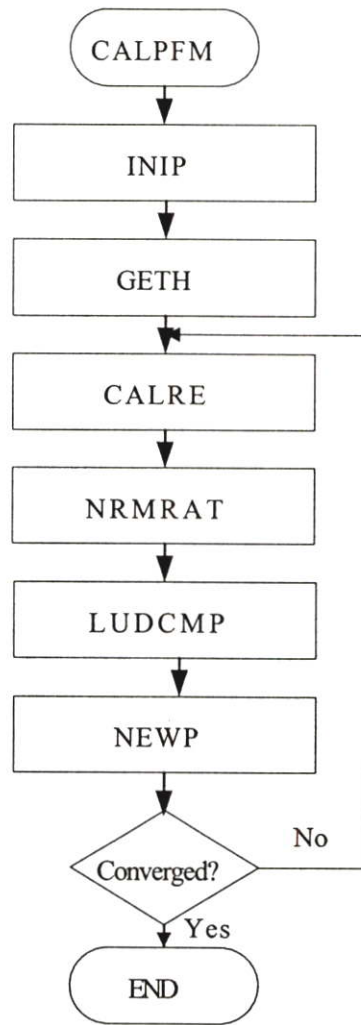 CALPFM
INIP
GETH
CALRE
NRMRAT
LUDCMP
NEWP
Converged?
No
Yes
END